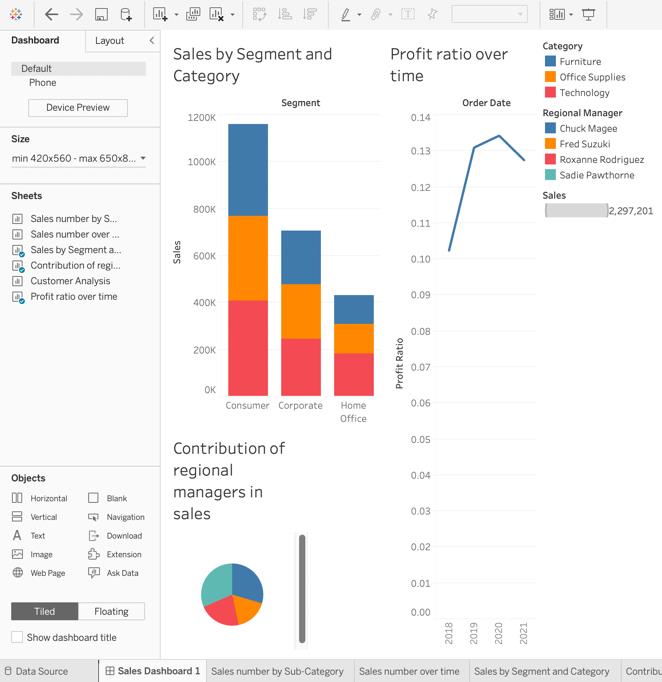 Dashboard
Layout
Default
Phone
Device Preview
Size
min 420x560 - max 650x8...
Sheets
Sales number by S...
Sales number over ...
Sales by Segment a...
Contribution of regi...
Customer Analysis
Profit ratio over time
Objects
Horizontal
Blank
Vertical
Navigation
A
Text
Download
Image
Extension
Web Page
Ask Data
Tiled
Floating
Show dashboard title
Sales by Segment and
Category
Segment
1200K
1000K
800K
600K
400K
200K
0K
Sales
Consumer
Corporate
Home
Office
Contribution of
regional
managers in
sales
Profit ratio over
time
Order Date
0.14
0.13
0.12
0.11
0.10
0.09
0.08
0.07
0.06
0.05
0.04
0.03
0.02
0.01
0.00
Profit Ratio
2018
2019
2020
2021
Category
Furniture
Office Supplies
Technology
Regional Manager
Chuck Magee
Fred Suzuki
Roxanne Rodriguez
Sadie Pawthorne
Sales
2,297,201
Data Source
Sales Dashboard 1
Sales number by Sub-Category
Sales number over time
Sales by Segment and Category
Contribu